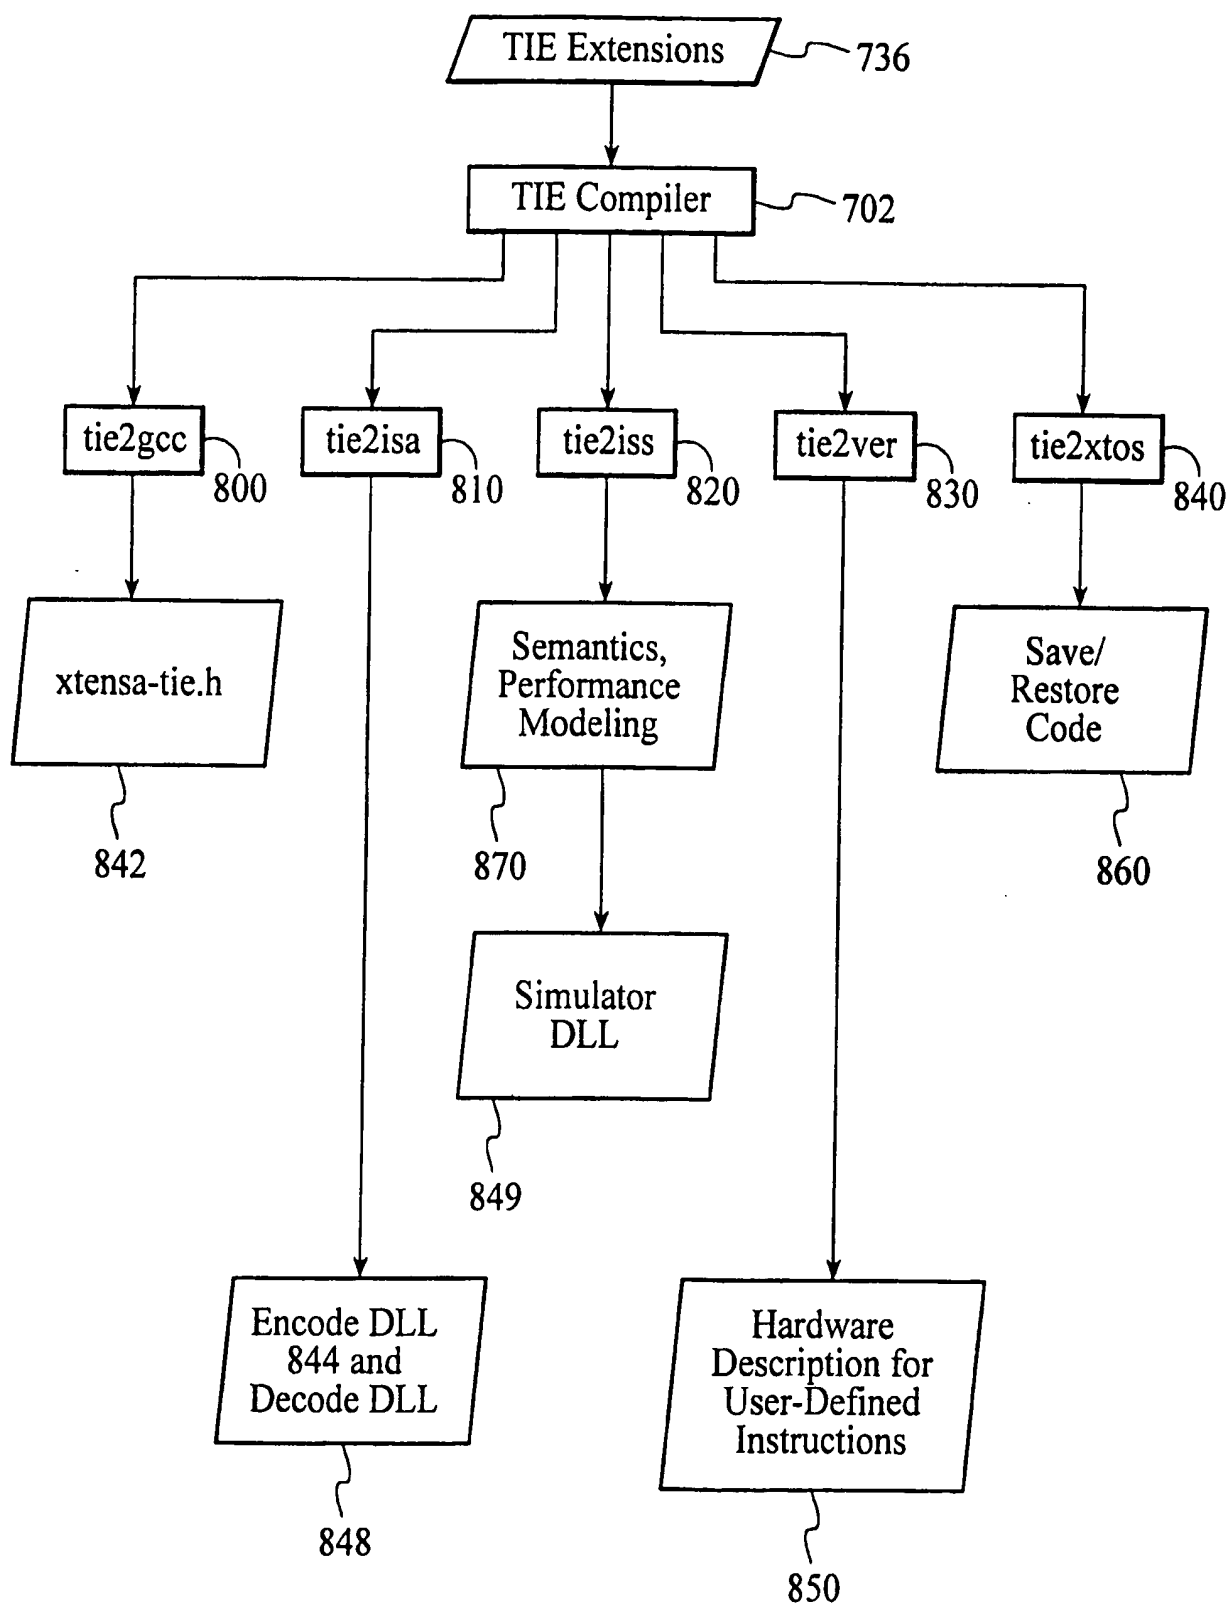 TIE Extensions
736
TIE Compiler
702
tie2gcc
800
tie2isa
810
tie2iss
820
tie2ver
830
tie2xtos
840
xtensa-tie.h
842
Semantics,
Performance
Modeling
870
Save/
Restore
Code
860
Simulator
DLL
849
Encode DLL
844 and
Decode DLL
848
Hardware
Description for
User-Defined
Instructions
850